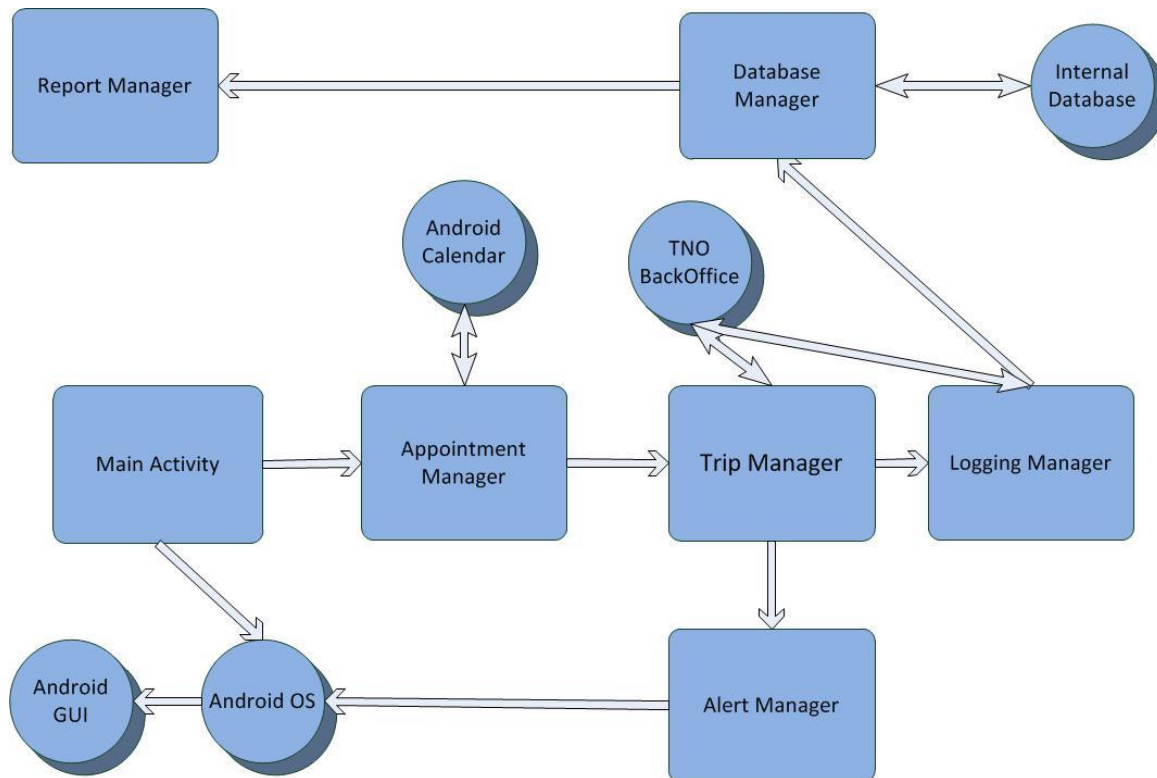 Report Manager
Database
Manager
Internal
Database
Android
Calendar
TNO
BackOffice
Main Activity
Appointment
Manager
Trip Manager
Logging Manager
Android
GUI
Android OS
Alert Manager